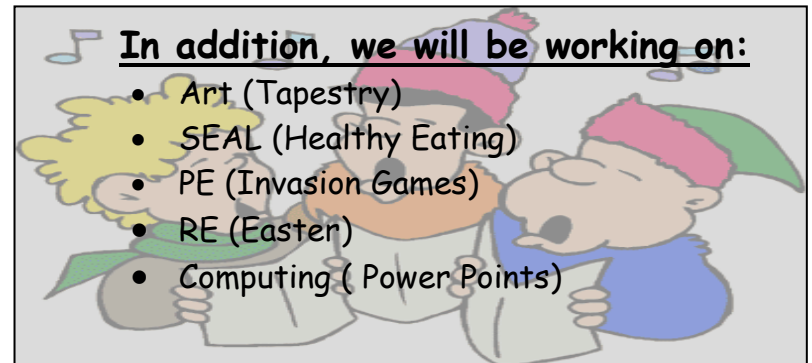 In addition, we will be working on:
• Art (Tapestry)
• SEAL (Healthy Eating)
• PE (Invasion Games)
• RE (Easter)
• Computing ( Power Points)